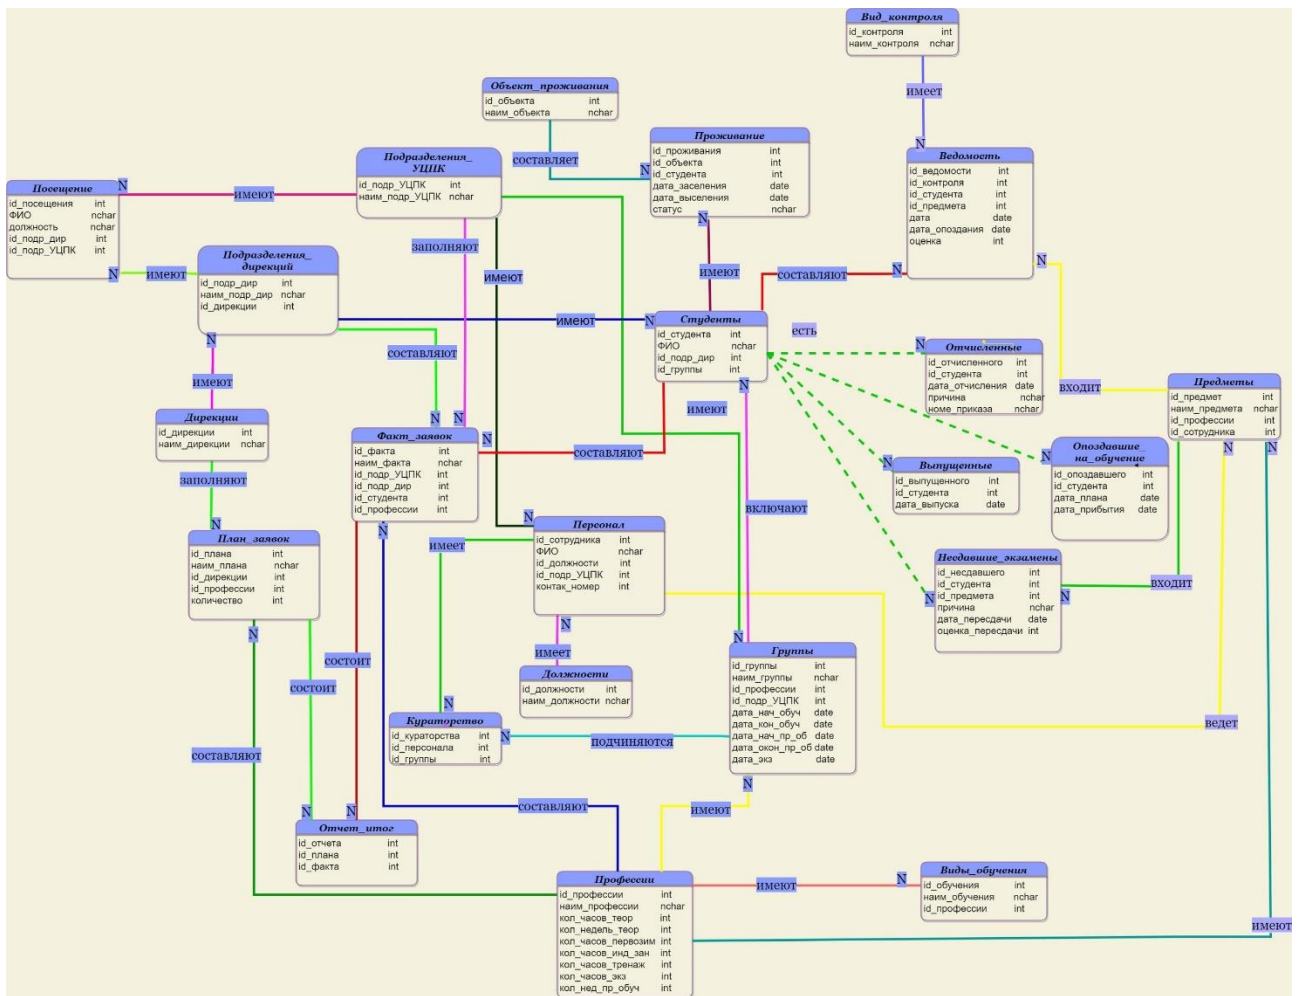 Вид_контроля
id_контроля int
наим_контроля nchar
имеет
N
Объект_проживания
id_объекта int
наим_объекта nchar
составляет
N
Проживание
id_проживания int
id_объекта int
id_студента int
дата_заселения date
дата_выселения date
статус nchar
N
имеют
Ведомость
id_ведомости int
id_контроля int
id_студента int
id_предмета int
дата date
дата_опоздания date
оценка int
N
N
составляют
Подразделения_
УЦПК
id_подр_УЦПК int
наим_подр_УЦПК nchar
имеют
заполняют
имеют
Посещение
id_посещения int
ФИО nchar
должность nchar
id_подр_дир int
id_подр_УЦПК int
N
N
имеют
Подразделения_
дирекций
id_подр_дир int
наим_подр_дир nchar
id_дирекции int
N
имеют
составляют
имеют
N
Студенты
id_студента int
ФИО nchar
id_подр_дир int
id_группы int
N
имеют
есть
N
Отчисленные
id_отчисленного int
id_студента int
дата_отчисления date
причина nchar
номе_приказа nchar
входит
Предметы
id_предмет int
наим_предмета nchar
id_профессии int
id_сотрудника int
N
N
Дирекции
id_дирекции int
наим_дирекции nchar
заполняют
N
N
N
N
Факт_заявок
id_факта int
наим_факта nchar
id_подр_УЦПК int
id_подр_дир int
id_студента int
id_профессии int
N
составляют
N
Выпущенные
id_выпущенного int
id_студента int
дата_выпуска date
N
Опоздавшие_
на_обучение
id_опоздавшего int
id_студента int
дата_плана date
дата_прибытия date
включают
План_заявок
id_плана int
наим_плана nchar
id_дирекции int
id_профессии int
количество int
N
имеет
N
Персонал
id_сотрудника int
ФИО nchar
id_должности int
id_подр_УЦПК int
контак_номер int
N
имеет
Несдавшие_экзамены
id_несдавшего int
id_студента int
id_предмета int
причина nchar
дата_пересдачи date
оценка_пересдачи int
N
N
входит
N
Группы
id_группы int
наим_группы nchar
id_профессии int
id_подр_УЦПК int
дата_нач_обуч date
дата_кон_обуч date
дата_нач_пр_об date
дата_окон_пр_об date
дата_экз date
N
Должности
id_должности int
наим_должности nchar
состоит
состоит
N
Кураторство
id_кураторства int
id_персонала int
id_группы int
N
подчиняются
ведет
составляют
составляют
имеют
N
N
Отчет_итог
id_отчета int
id_плана int
id_факта int
Профессии
id_профессии int
наим_профессии nchar
кол_часов_теор int
кол_недель_теор int
кол_часов_первозим int
кол_часов_инд_зан int
кол_часов_тренаж int
кол_часов_экз int
кол_нед_пр_обуч int
имеют
N
Виды_обучения
id_обучения int
наим_обучения nchar
id_профессии int
имеют